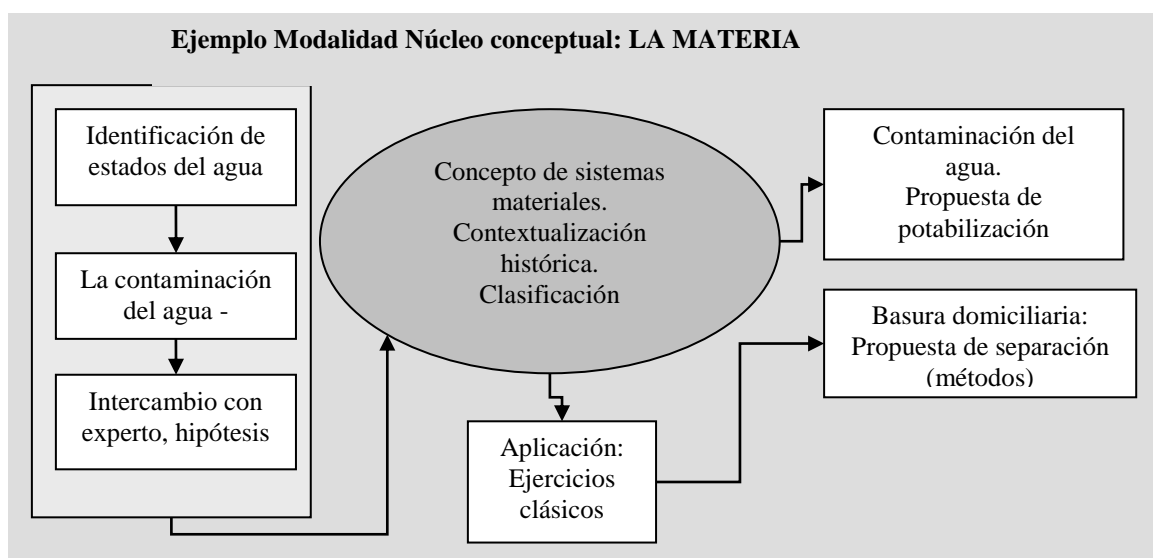 Ejemplo Modalidad Núcleo conceptual: LA MATERIA
Identificación de
estados del agua
La contaminación
del agua -
Intercambio con
experto, hipótesis
Concepto de sistemas
materiales.
Contextualización
histórica.
Clasificación
Aplicación:
Ejercicios
clásicos
Contaminación del
agua.
Propuesta de
potabilización
Basura domiciliaria:
Propuesta de separación
(métodos)